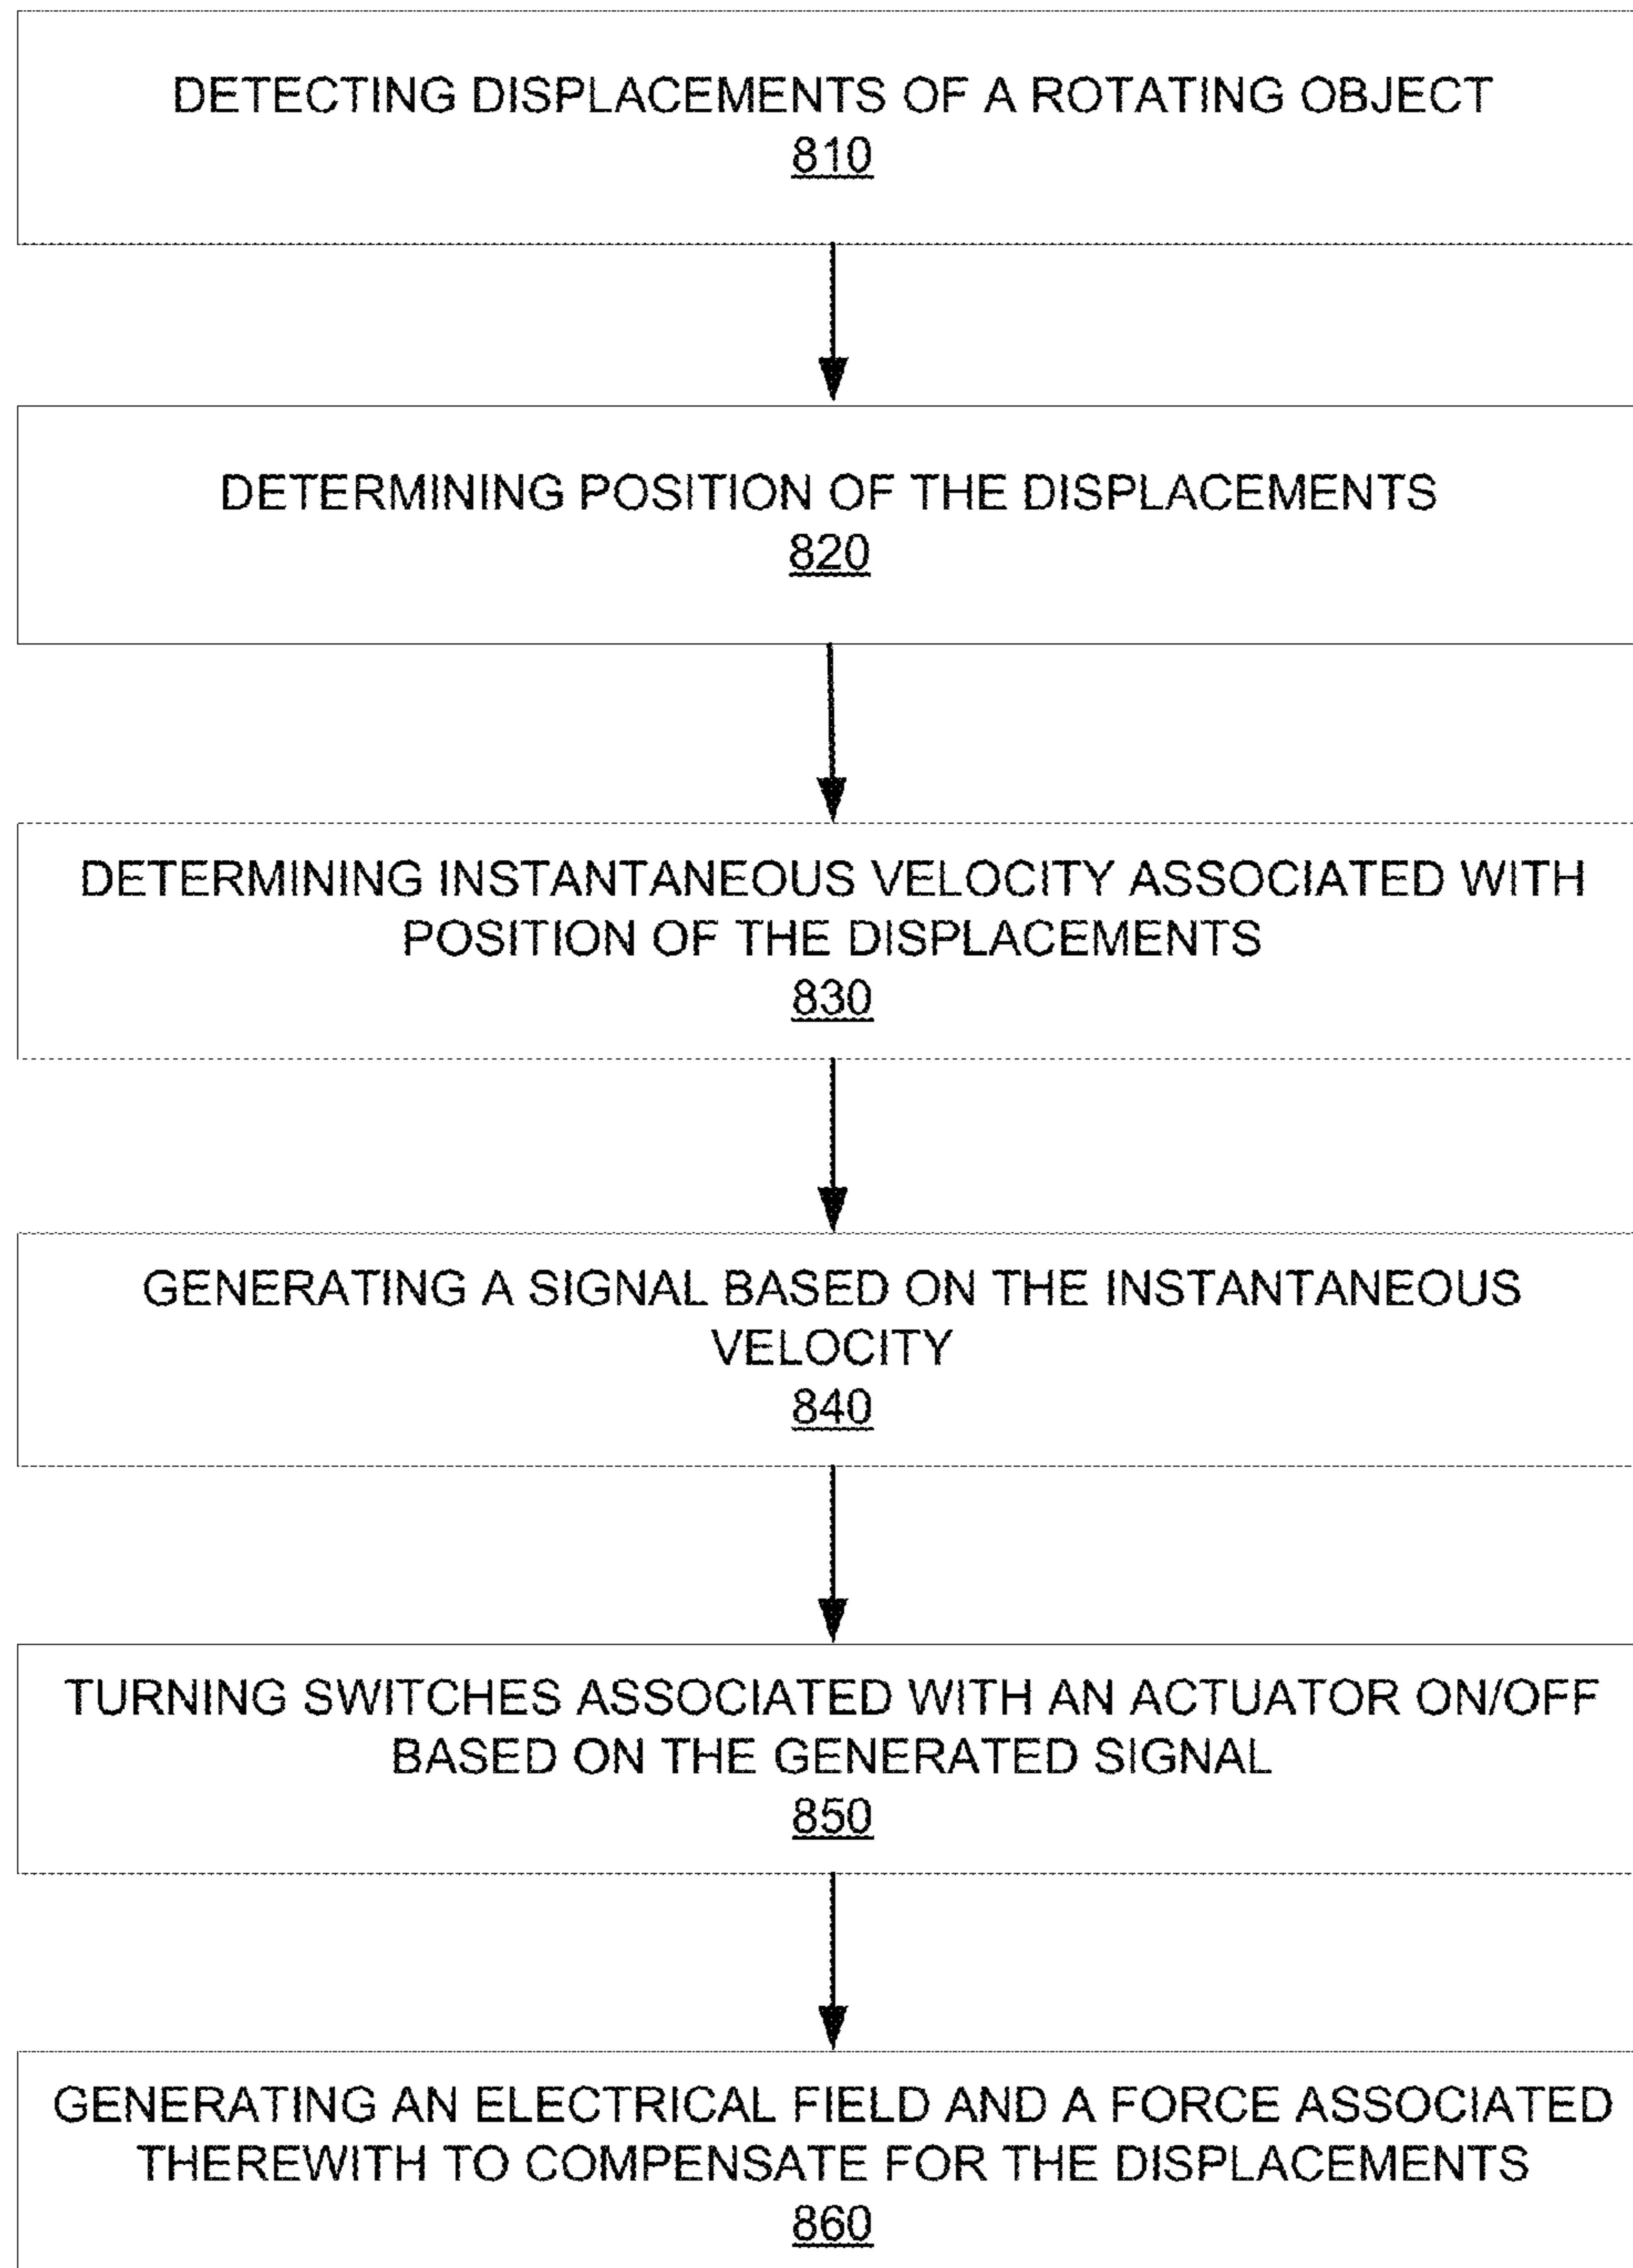 DETECTING DISPLACEMENTS OF A ROTATING OBJECT
810
DETERMINING POSITION OF THE DISPLACEMENTS
820
DETERMINING INSTANTANEOUS VELOCITY ASSOCIATED WITH
POSITION OF THE DISPLACEMENTS
830
GENERATING A SIGNAL BASED ON THE INSTANTANEOUS
VELOCITY
840
TURNING SWITCHES ASSOCIATED WITH AN ACTUATOR ON/OFF
BASED ON THE GENERATED SIGNAL
850
GENERATING AN ELECTRICAL FIELD AND A FORCE ASSOCIATED
THEREWITH TO COMPENSATE FOR THE DISPLACEMENTS
860